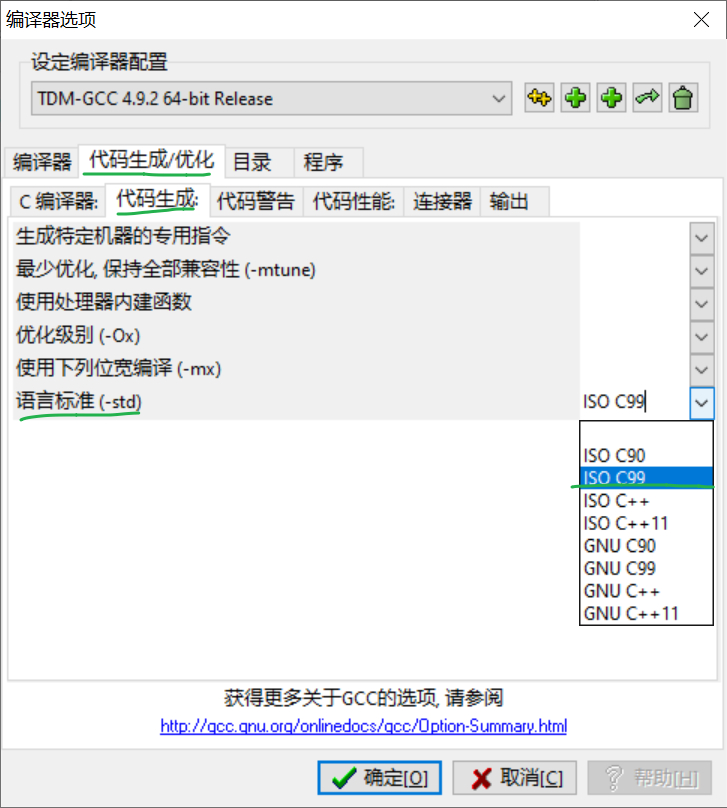 编译器选项
设定编译器配置
TDM-GCC 4.9.2 64-bit Release
编译器 代码生成/优化 目录 程序
C 编译器: 代码生成: 代码警告 代码性能: 连接器 输出
生成特定机器的专用指令
最少优化, 保持全部兼容性 (-mtune)
使用处理器内建函数
优化级别 (-Ox)
使用下列位宽编译 (-mx)
语言标准 (-std) ISO C99
ISO C90
ISO C99
ISO C++
ISO C++11
GNU C90
GNU C99
GNU C++
GNU C++11
获得更多关于GCC的选项, 请参阅
http://gcc.gnu.org/onlinedocs/gcc/Option-Summary.html
确定[O] 取消[C] 帮助[H]